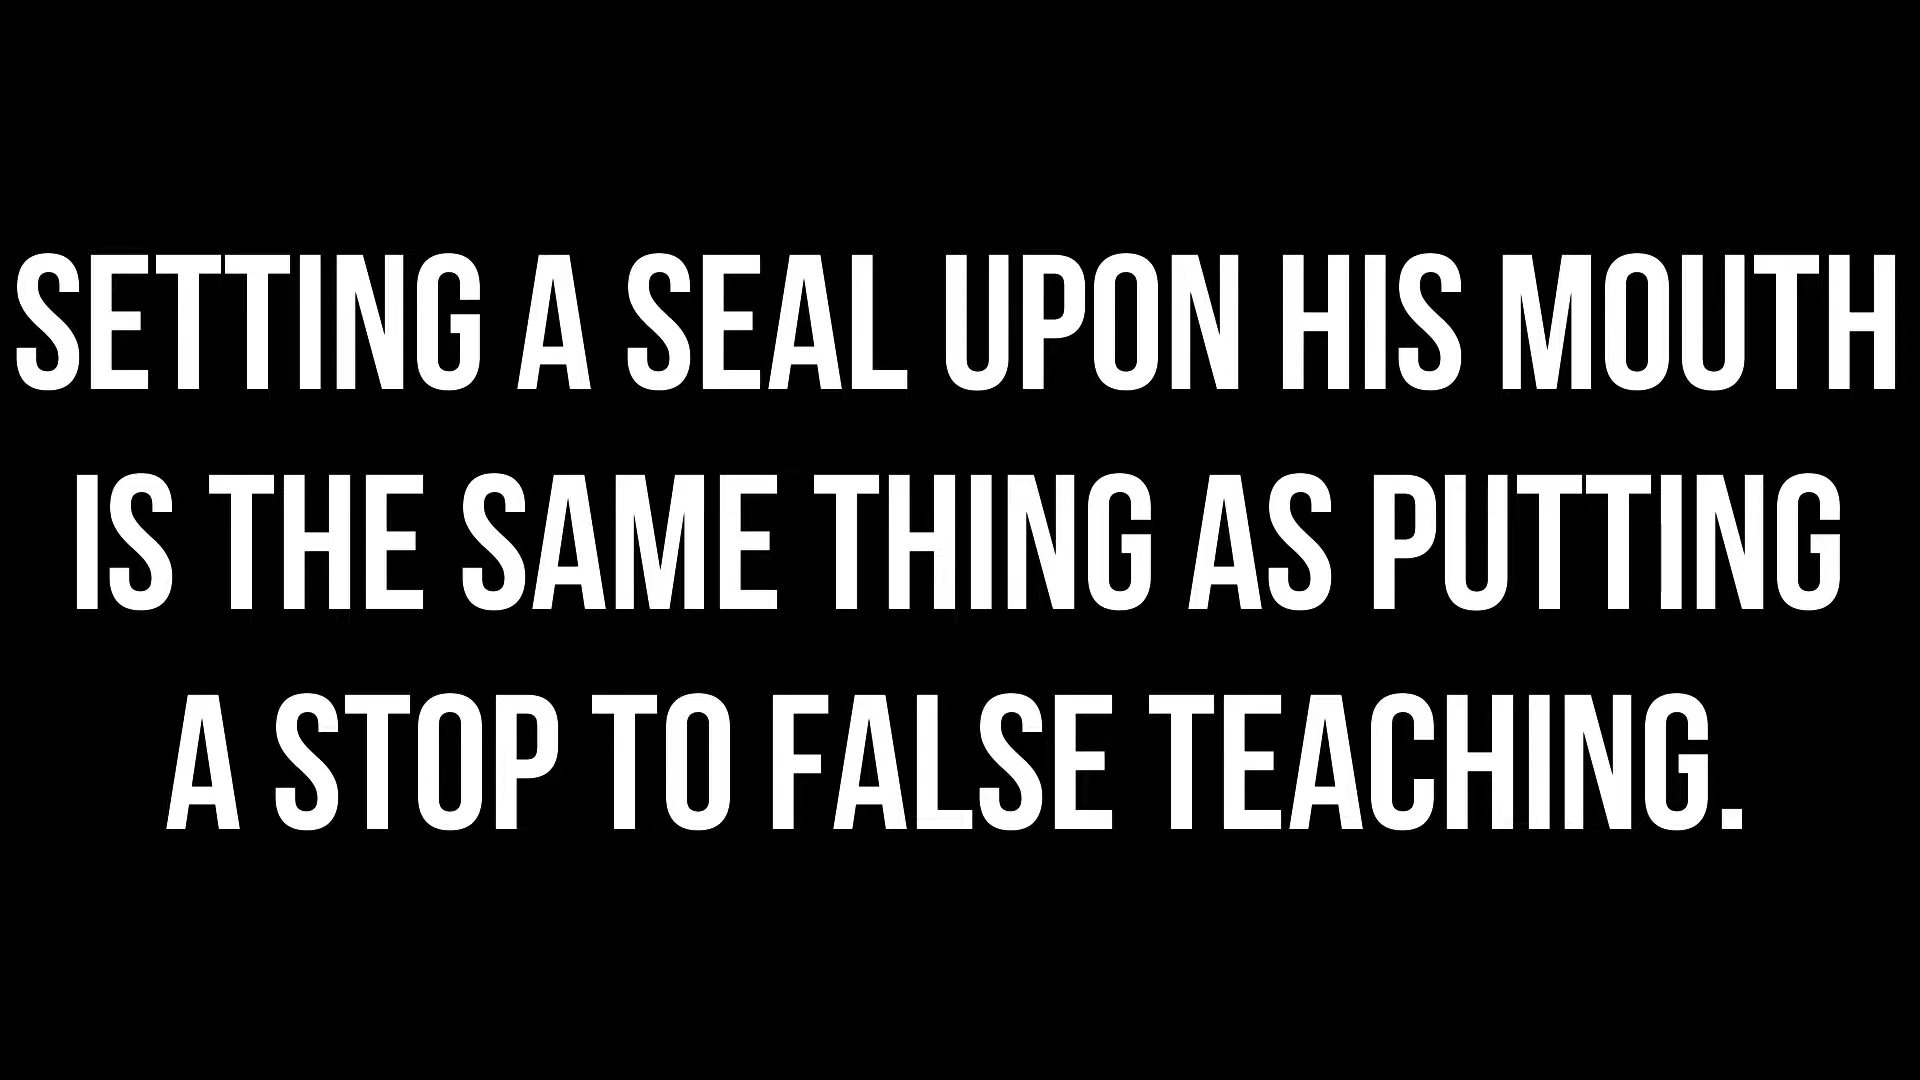 SETTING A SEAL UPON HIS MOUTH
IS THE SAME THING AS PUTTING
A STOP TO FALSE TEACHING.